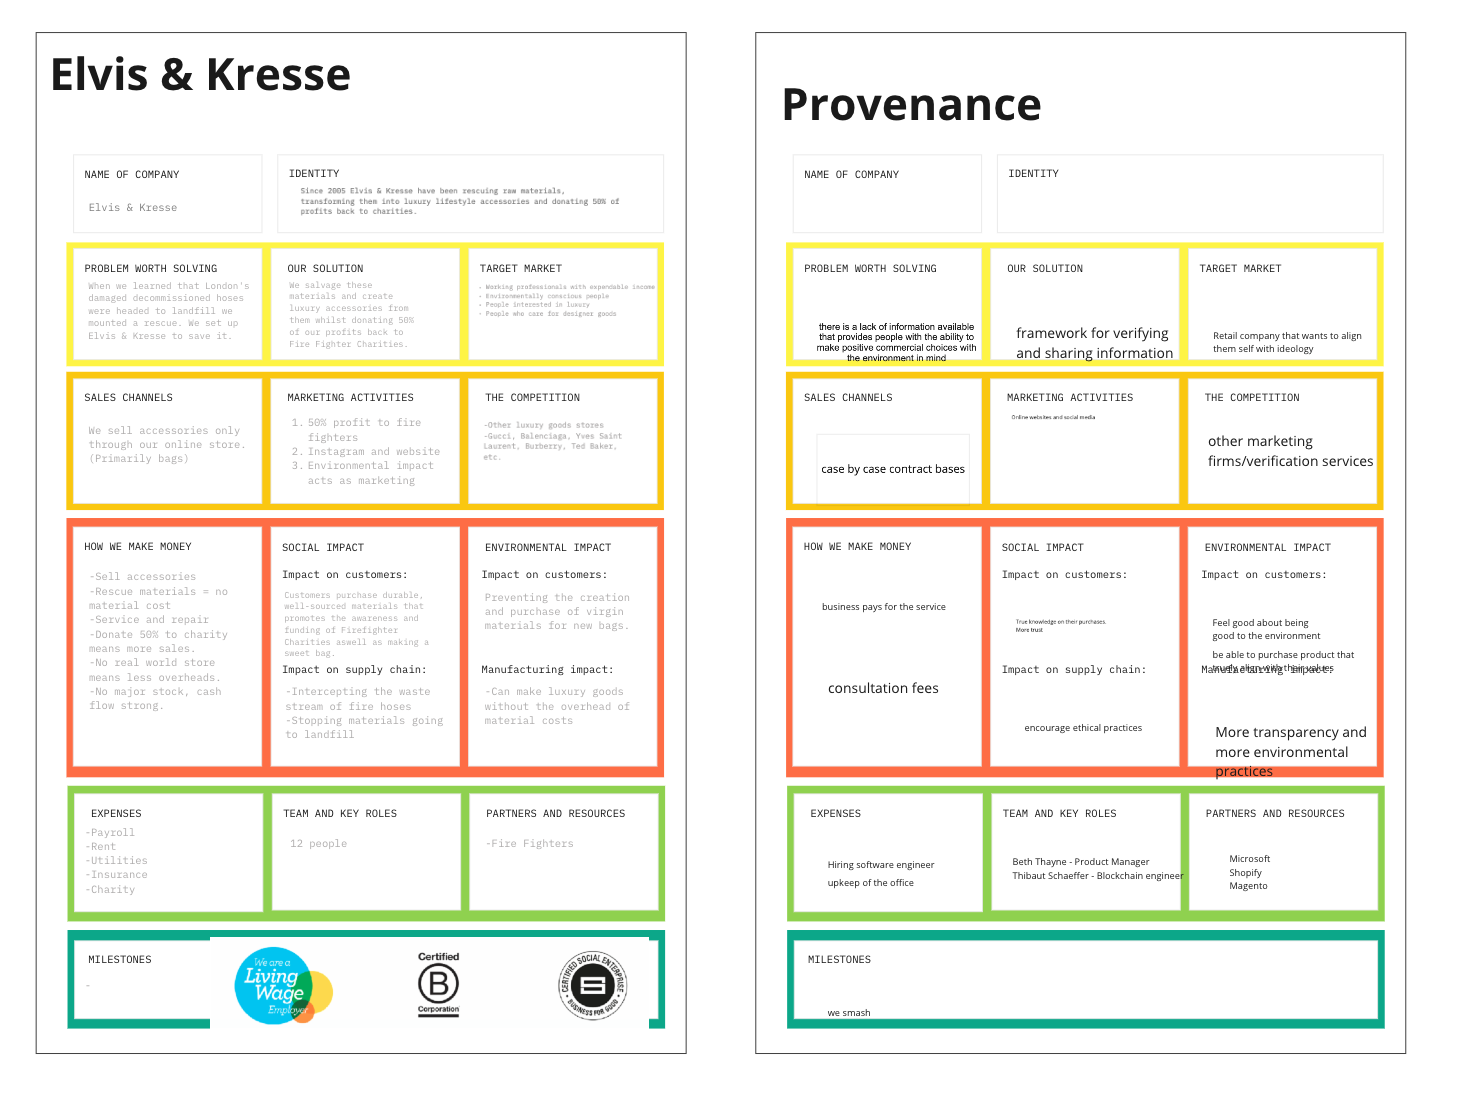 Elvis & Kresse
NAME OF COMPANY
Elvis & Kresse
IDENTITY
Since 2005 Elvis & Kresse have been rescuing raw materials,
transforming them into luxury lifestyle accessories and donating 50% of
profits back to charities.
PROBLEM WORTH SOLVING
When we learned that London's
damaged decommissioned hoses
were headed to landfill we
mounted a rescue. We set up
Elvis & Kresse to save it.
OUR SOLUTION
We salvage these
materials and create
luxury accessories from
them whilst donating 50%
of our profits back to
Fire Fighter Charities.
TARGET MARKET
- Working professionals with expendable income
- Environmentally conscious people
- People interested in luxury
- People who care for designer goods
SALES CHANNELS
We sell accessories only
through our online store.
(Primarily bags)
MARKETING ACTIVITIES
1. 50% profit to fire
fighters
2. Instagram and website
3. Environmental impact
acts as marketing
THE COMPETITION
-Other luxury goods stores
-Gucci, Balenciaga, Yves Saint
Laurent, Burberry, Ted Baker,
etc.
HOW WE MAKE MONEY
-Sell accessories
-Rescue materials = no
material cost
-Service and repair
-Donate 50% to charity
means more sales.
-No real world store
means less overheads.
-No major stock, cash
flow strong.
SOCIAL IMPACT
Impact on customers:
Customers purchase durable,
well-sourced materials that
promotes the awareness and
funding of Firefighter
Charities aswell as making a
sweet bag.
Impact on supply chain:
-Intercepting the waste
stream of fire hoses
-Stopping materials going
to landfill
ENVIRONMENTAL IMPACT
Impact on customers:
Preventing the creation
and purchase of virgin
materials for new bags.
Manufacturing impact:
-Can make luxury goods
without the overhead of
material costs
EXPENSES
-Payroll
-Rent
-Utilities
-Insurance
-Charity
TEAM AND KEY ROLES
12 people
PARTNERS AND RESOURCES
-Fire Fighters
MILESTONES
-
We are a
Living
Wage
Employer
Certified
B
Corporation
CERTIFIED SOCIAL ENTERPRISE
BUSINESS FOR GOOD
Provenance
NAME OF COMPANY
IDENTITY
PROBLEM WORTH SOLVING
there is a lack of information available
that provides people with the ability to
make positive commercial choices with
the environment in mind
OUR SOLUTION
framework for verifying
and sharing information
TARGET MARKET
Retail company that wants to align
them self with ideology
SALES CHANNELS
case by case contract bases
MARKETING ACTIVITIES
Online websites and social media
THE COMPETITION
other marketing
firms/verification services
HOW WE MAKE MONEY
business pays for the service
consultation fees
SOCIAL IMPACT
Impact on customers:
True knowledge on their purchases.
More trust
Impact on supply chain:
encourage ethical practices
ENVIRONMENTAL IMPACT
Impact on customers:
Feel good about being
good to the environment
be able to purchase product that
truely align with their values
Manufacturing impact:
More transparency and
more environmental
practices
EXPENSES
Hiring software engineer
upkeep of the office
TEAM AND KEY ROLES
Beth Thayne - Product Manager
Thibaut Schaeffer - Blockchain engineer
PARTNERS AND RESOURCES
Microsoft
Shopify
Magento
MILESTONES
we smash